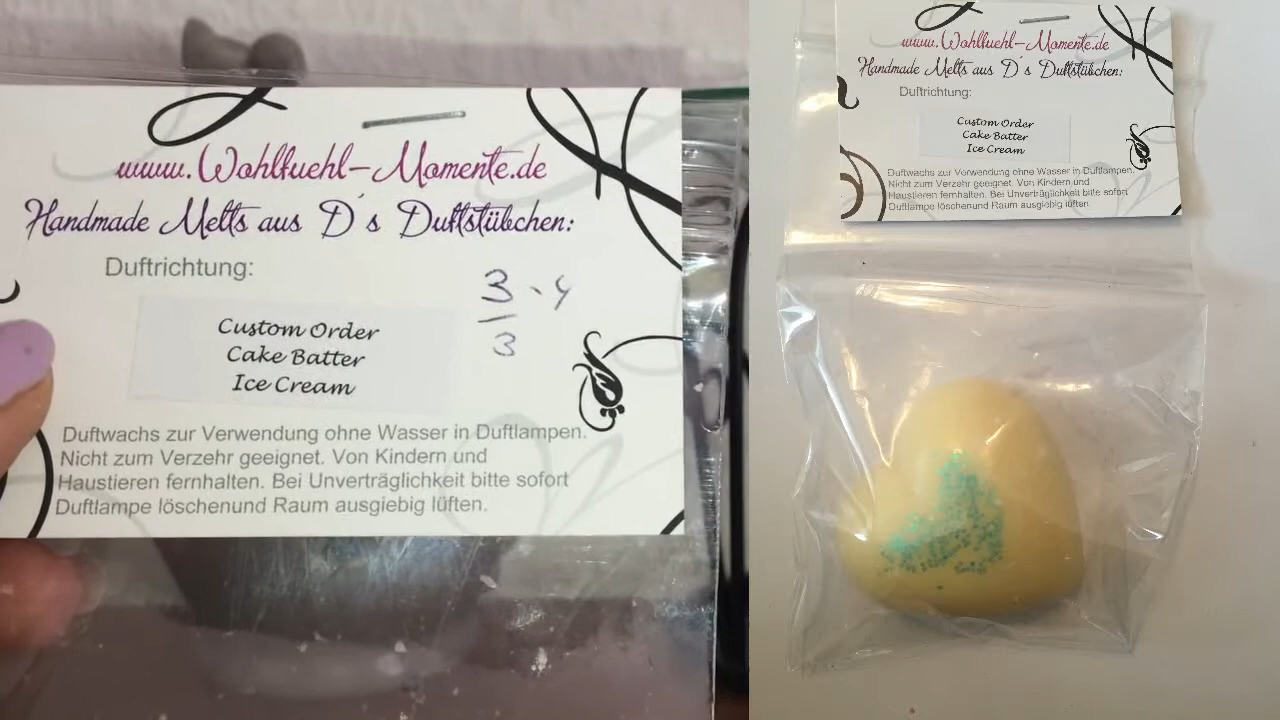 www.Wohlfuehl-Momente.de
Handmade Melts aus D´s Duftstübchen:
Duftrichtung:
3 . 4
3
Custom Order
Cake Batter
Ice Cream
Duftwachs zur Verwendung ohne Wasser in Duftlampen.
Nicht zum Verzehr geeignet. Von Kindern und
Haustieren fernhalten. Bei Unverträglichkeit bitte sofort
Duftlampe löschenund Raum ausgiebig lüften.
www.Wohlfuehl-Momente.de
Handmade Melts aus D´s Duftstübchen:
Duftrichtung:
Custom Order
Cake Batter
Ice Cream
Duftwachs zur Verwendung ohne Wasser in Duftlampen.
Nicht zum Verzehr geeignet. Von Kindern und
Haustieren fernhalten. Bei Unverträglichkeit bitte sofort
Duftlampe löschenund Raum ausgiebig lüften.